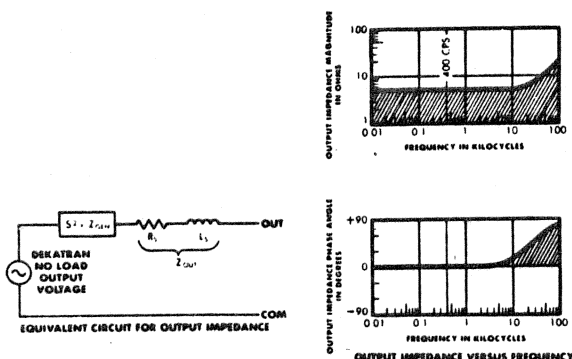 OUTPUT IMPEDANCE MAGNITUDE
IN OHMS
100
10
1
400 CPS
0 01 0 1 1 10 100
FREQUENCY IN KILOCYCLES
S² · Z
R
L
OUT
Z OUT
DEKATRAN
NO LOAD
OUTPUT
VOLTAGE
COM
EQUIVALENT CIRCUIT FOR OUTPUT IMPEDANCE
OUTPUT IMPEDANCE PHASE ANGLE
IN DEGREES
+90
0
-90
0 01 0 1 1 10 100
FREQUENCY IN KILOCYCLES
OUTPUT IMPEDANCE VERSUS FREQUENCY